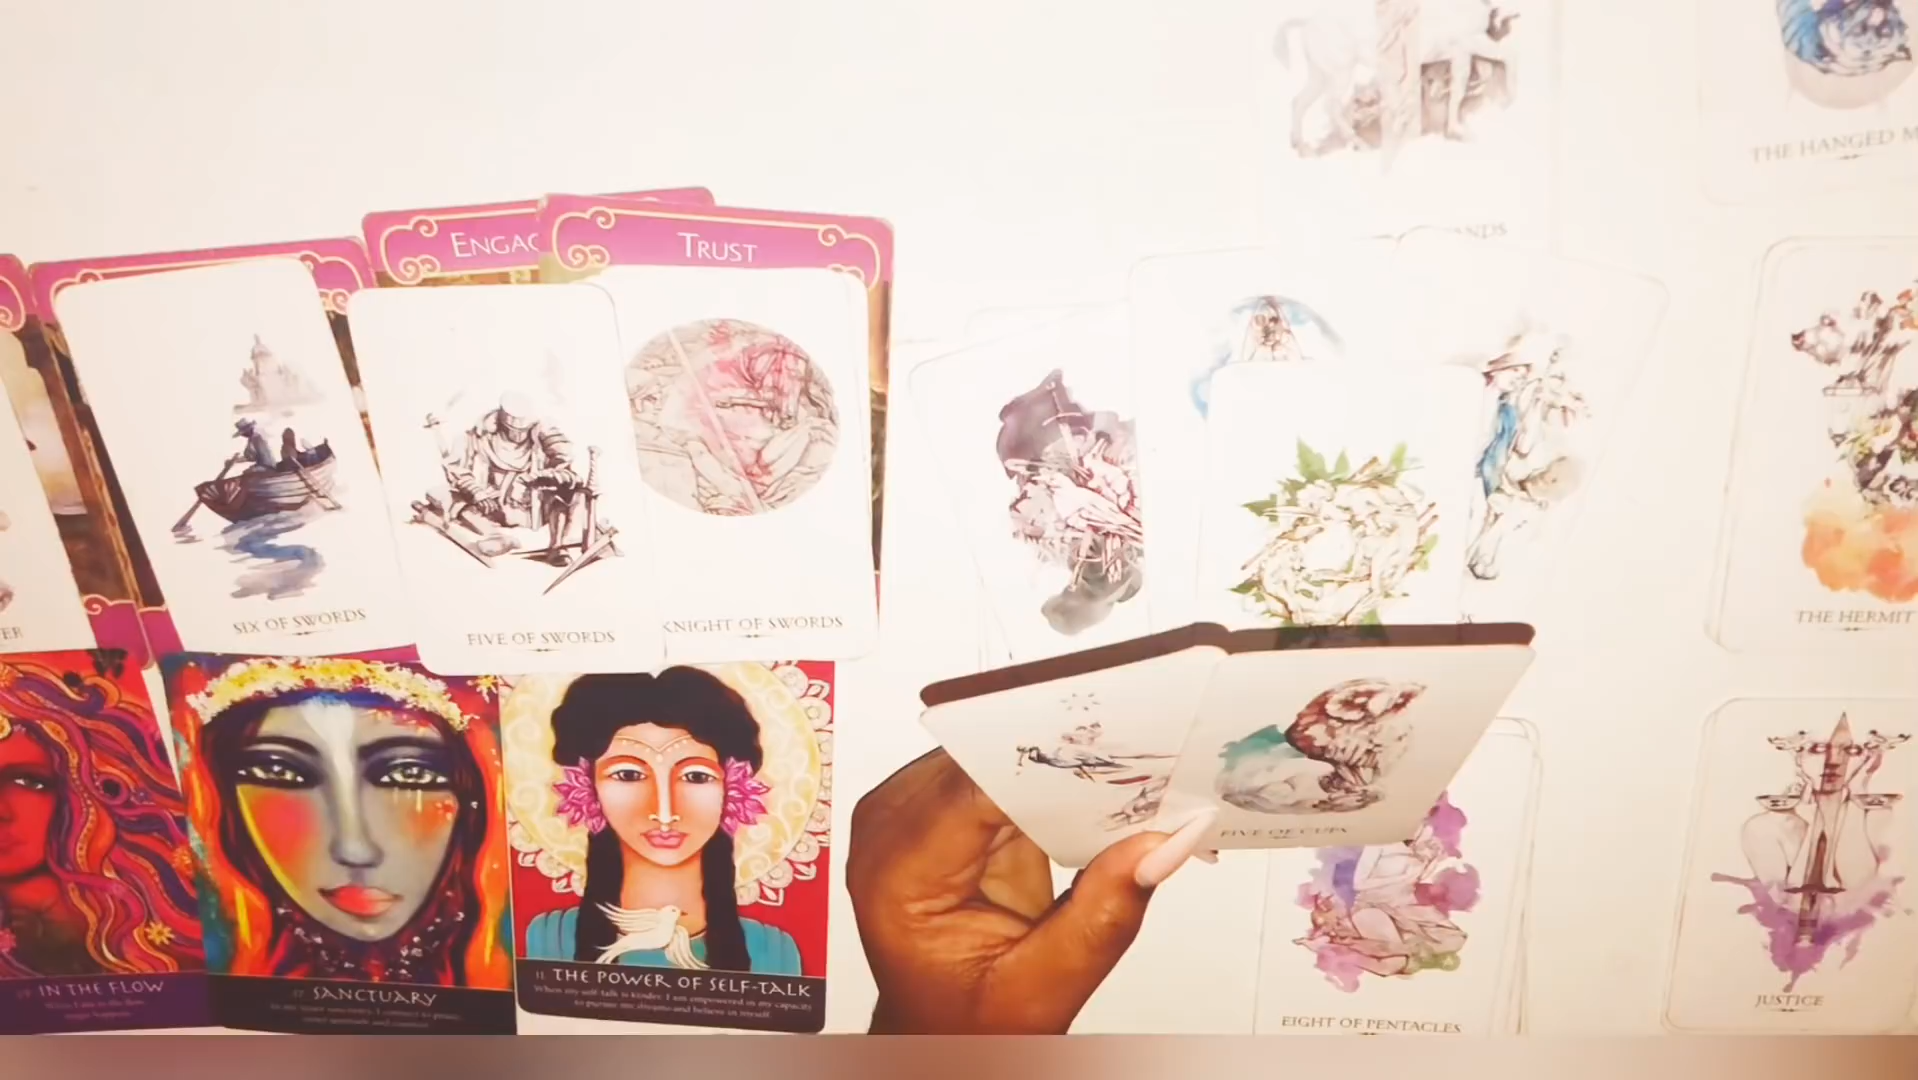 THE HANGED M
ANDS
ENGAG
TRUST
SIX OF SWORDS
FIVE OF SWORDS
KNIGHT OF SWORDS
ER
S
THE HERMIT
FIVE OF CUPS
IN THE FLOW
SANCTUARY
11 THE POWER OF SELF-TALK
When my self-talk is kinder, I am empowered in my capacity
to pursue my dreams and believe in myself.
EIGHT OF PENTACLES
JUSTICE